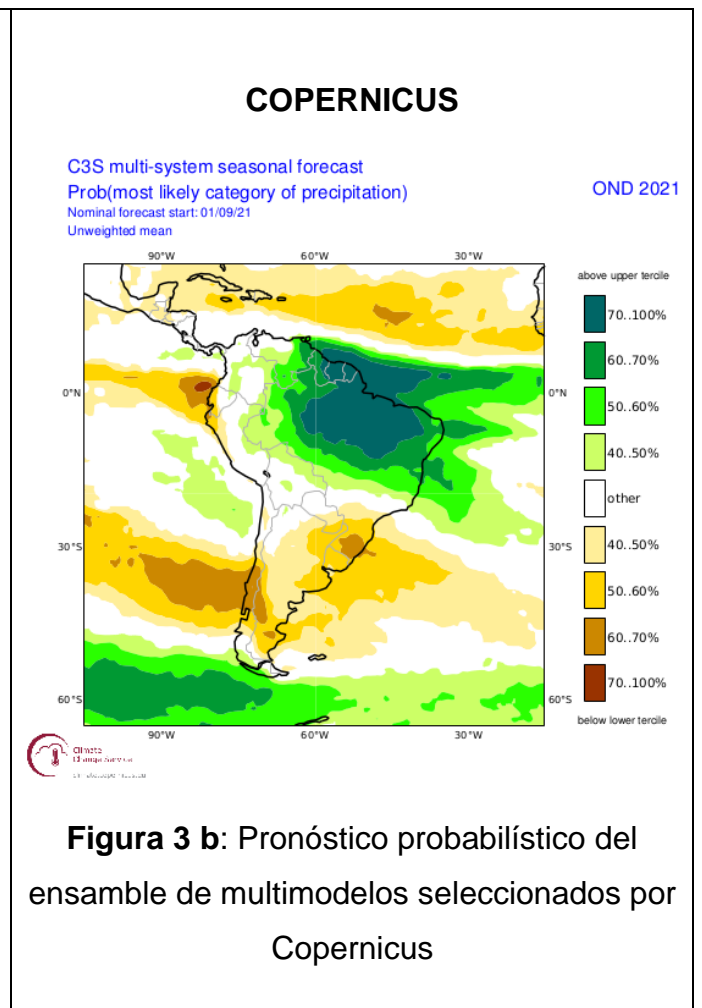 COPERNICUS
C3S multi-system seasonal forecast
Prob(most likely category of precipitation)
OND 2021
Nominal forecast start: 01/09/21
Unweighted mean
90°W 60°W 30°W
above upper tercile
70..100%
60..70%
0°N 0°N
50..60%
40..50%
other
30°S 30°S
40..50%
50..60%
60..70%
60°S 60°S
70..100%
below lower tercile
90°W 60°W 30°W
Climate
Change Service
Figura 3 b: Pronóstico probabilístico del
ensamble de multimodelos seleccionados por
Copernicus